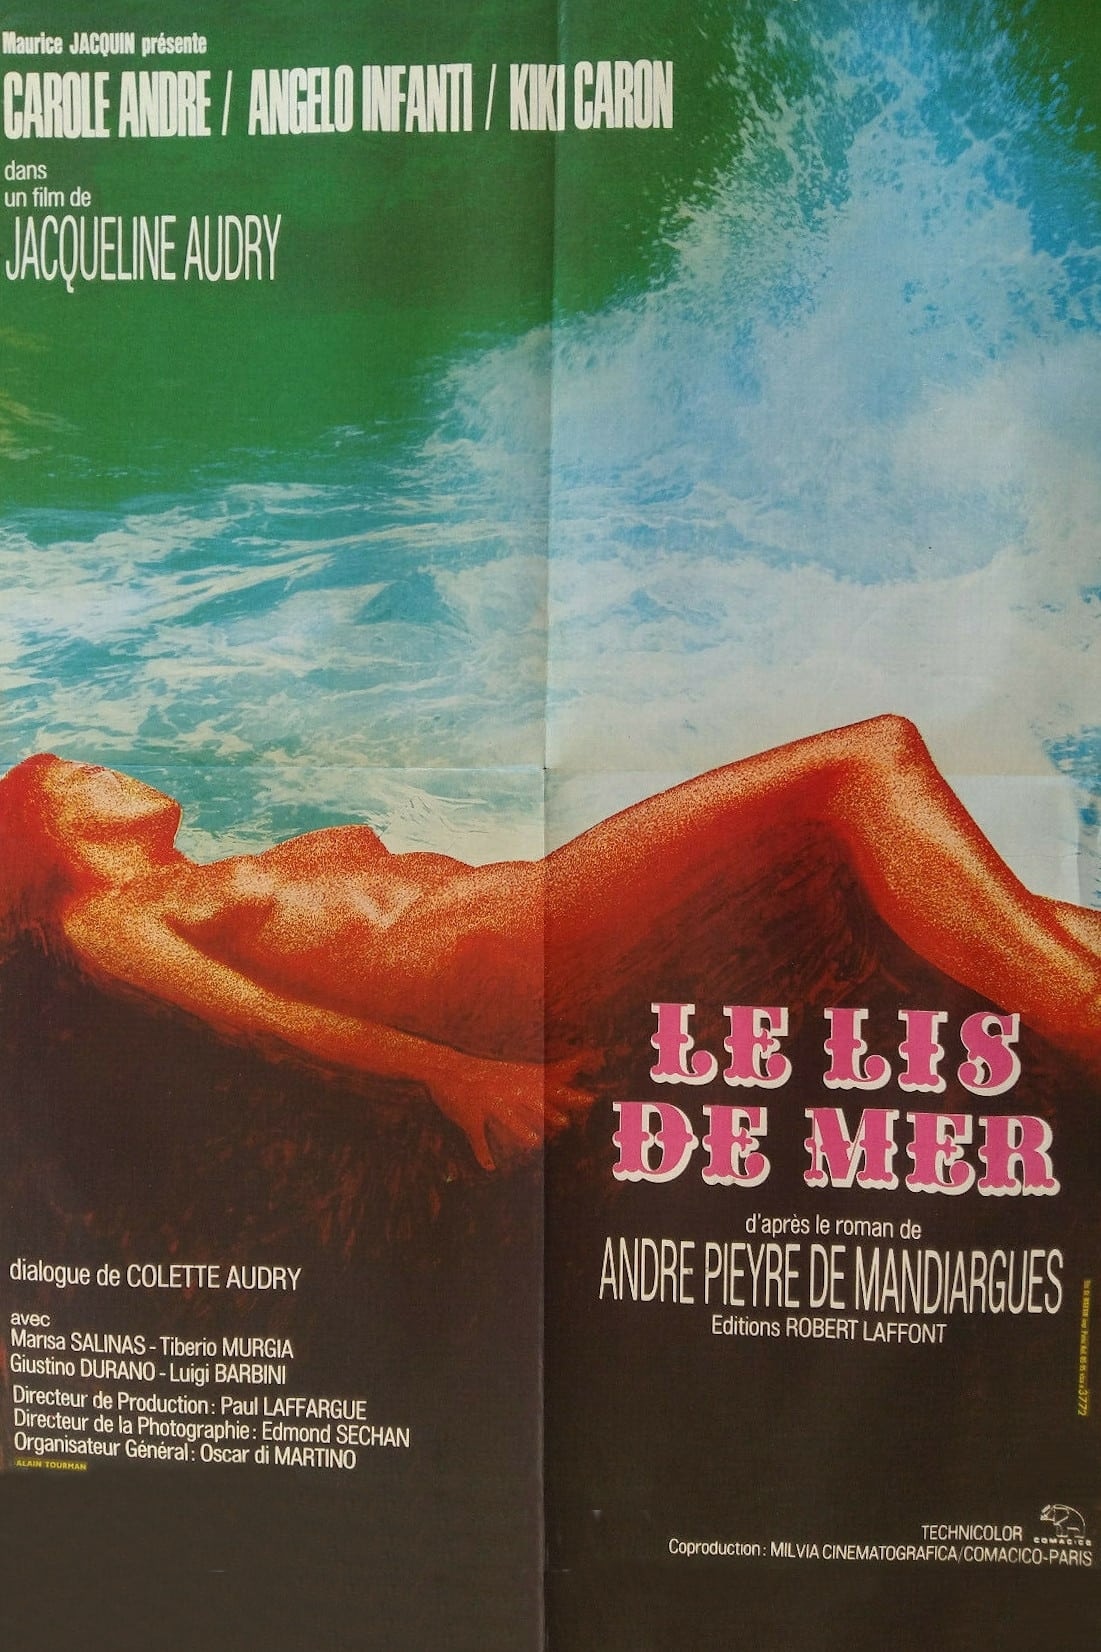 Maurice JACQUIN présente
CAROLE ANDRE / ANGELO INFANTI / KIKI CARON
dans
un film de
JACQUELINE AUDRY
LE LIS
DE MER
d'après le roman de
ANDRE PIEYRE DE MANDIARGUES
Editions ROBERT LAFFONT
dialogue de COLETTE AUDRY
avec
Marisa SALINAS - Tiberio MURGIA
Giustino DURANO - Luigi BARBINI
Directeur de Production : Paul LAFFARGUE
Directeur de la Photographie : Edmond SECHAN
Organisateur Général : Oscar di MARTINO
ALAIN TOURMAN
TECHNICOLOR
COMACICO
Coproduction : MILVIA CINEMATOGRAFICA/COMACICO-PARIS